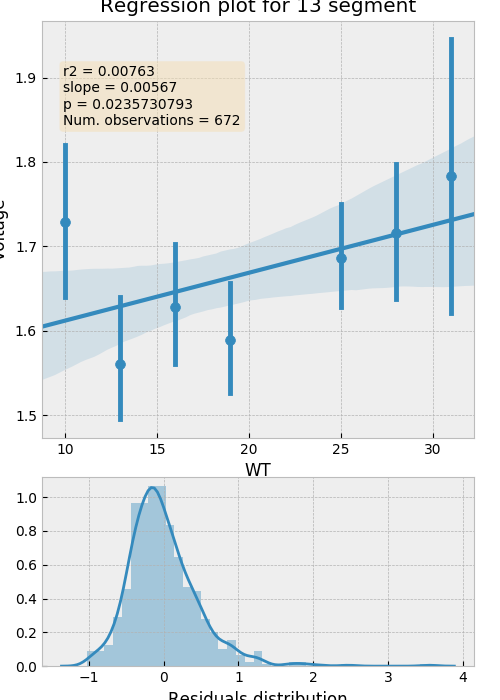 Regression plot for 13 segment
r2 = 0.00763
slope = 0.00567
p = 0.0235730793
Num. observations = 672
1.9
1.8
1.7
1.6
1.5
Voltage
10 15 20 25 30
WT
1.0
0.8
0.6
0.4
0.2
0.0
−1 0 1 2 3 4
Residuals distribution